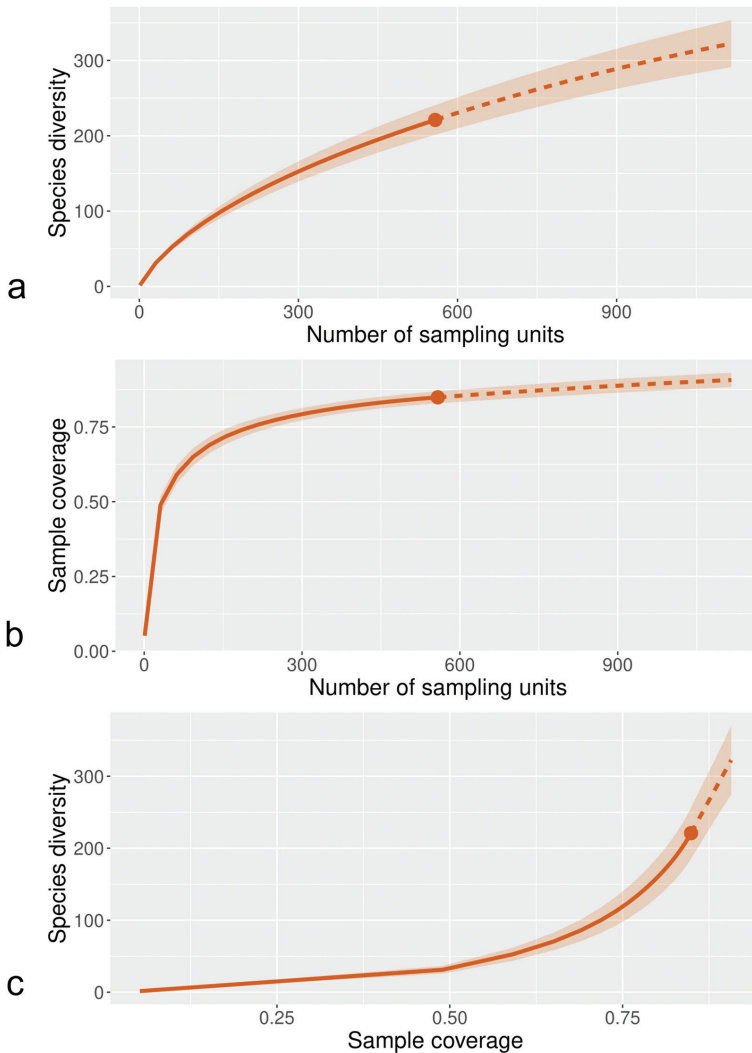 Species diversity
300
200
100
0
0 300 600 900
Number of sampling units
a
Sample coverage
0.75
0.50
0.25
0.00
0 300 600 900
Number of sampling units
b
Species diversity
300
200
100
0
0.25 0.50 0.75
Sample coverage
c